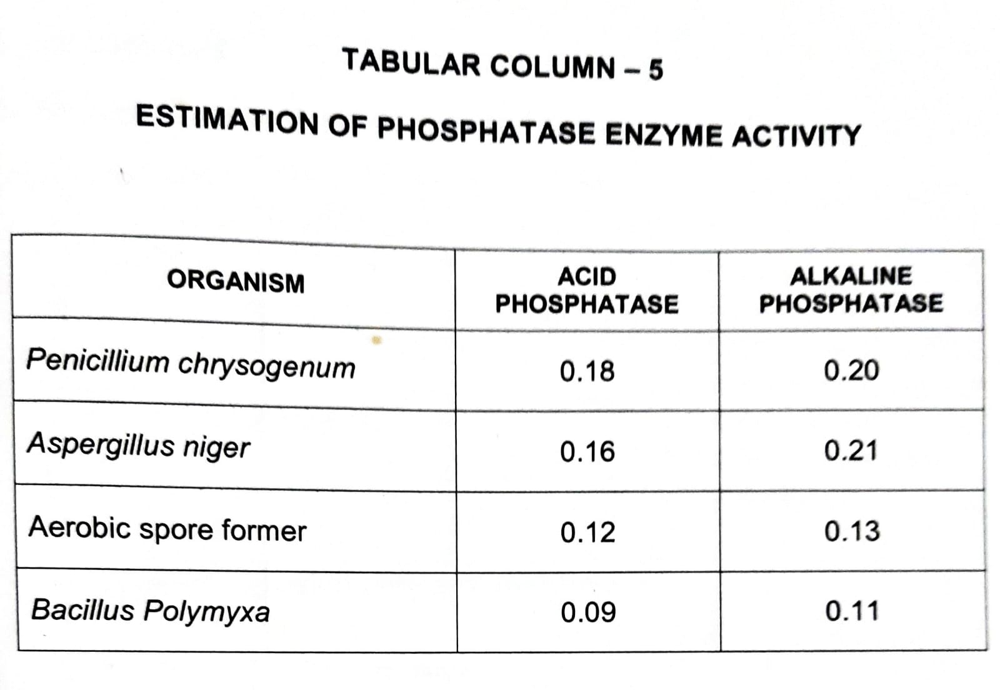 TABULAR COLUMN – 5
ESTIMATION OF PHOSPHATASE ENZYME ACTIVITY
ORGANISM ACID PHOSPHATASE ALKALINE PHOSPHATASE
Penicillium chrysogenum 0.18 0.20
Aspergillus niger 0.16 0.21
Aerobic spore former 0.12 0.13
Bacillus Polymyxa 0.09 0.11